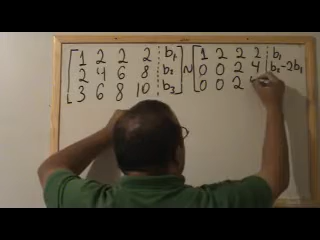 1 2 2 2 b₁ ~ 1 2 2 2 b₁
2 4 6 8 b₂ 0 0 2 4 b₂-2b₁
3 6 8 10 b₃ 0 0 2